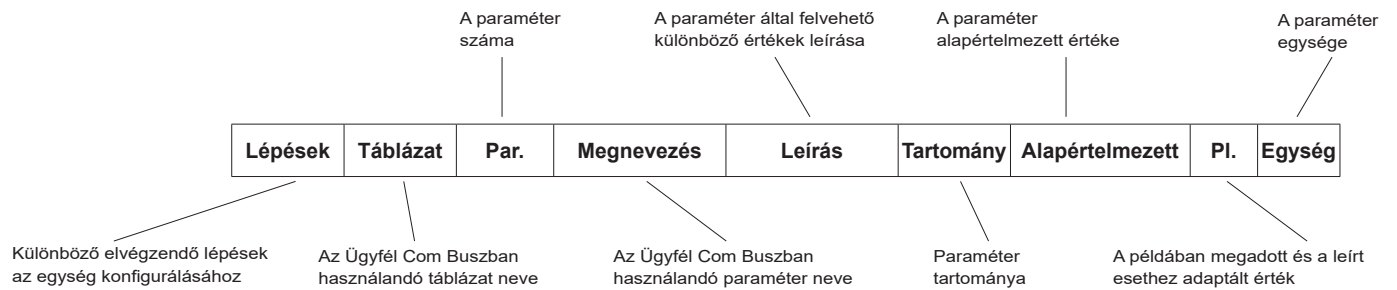 A paraméter
száma
A paraméter által felvehető
különböző értékek leírása
A paraméter
alapértelmezett értéke
A paraméter
egysége
Lépések Táblázat Par. Megnevezés Leírás Tartomány Alapértelmezett Pl. Egység
Különböző elvégzendő lépések
az egység konfigurálásához
Az Ügyfél Com Buszban
használandó táblázat neve
Az Ügyfél Com Buszban
használandó paraméter neve
Paraméter
tartománya
A példában megadott és a leírt
esethez adaptált érték